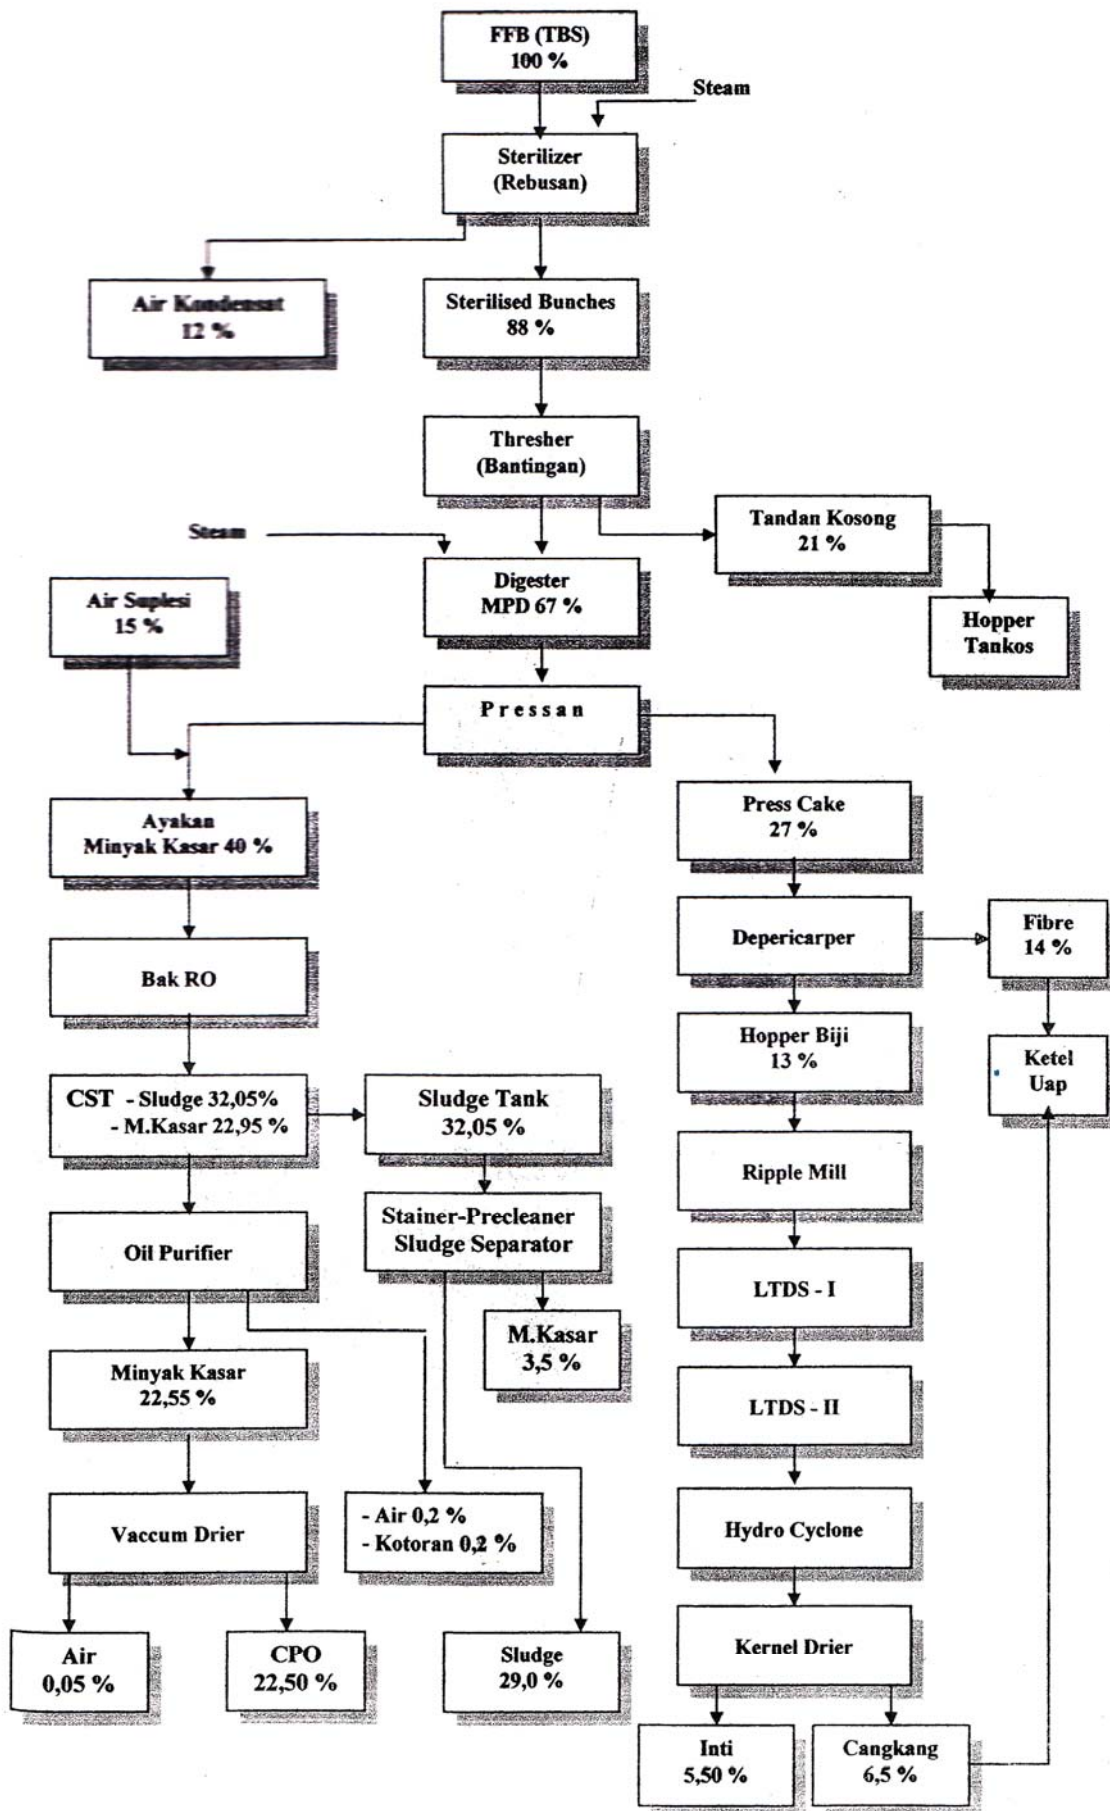 FFB (TBS)
100 %
Steam
Sterilizer
(Rebusan)
Air Kondensat
12 %
Sterilised Bunches
88 %
Thresher
(Bantingan)
Tandan Kosong
21 %
Steam
Digester
MPD 67 %
Air Suplesi
15 %
Hopper
Tankos
Pressan
Ayakan
Minyak Kasar 40 %
Press Cake
27 %
Depericarper
Fibre
14 %
Bak RO
Hopper Biji
13 %
Ketel
Uap
CST - Sludge 32,05%
- M.Kasar 22,95 %
Sludge Tank
32,05 %
Ripple Mill
Stainer-Precleaner
Sludge Separator
Oil Purifier
LTDS - I
M.Kasar
3,5 %
Minyak Kasar
22,55 %
LTDS - II
Vaccum Drier
- Air 0,2 %
- Kotoran 0,2 %
Hydro Cyclone
Kernel Drier
Air
0,05 %
CPO
22,50 %
Sludge
29,0 %
Inti
5,50 %
Cangkang
6,5 %